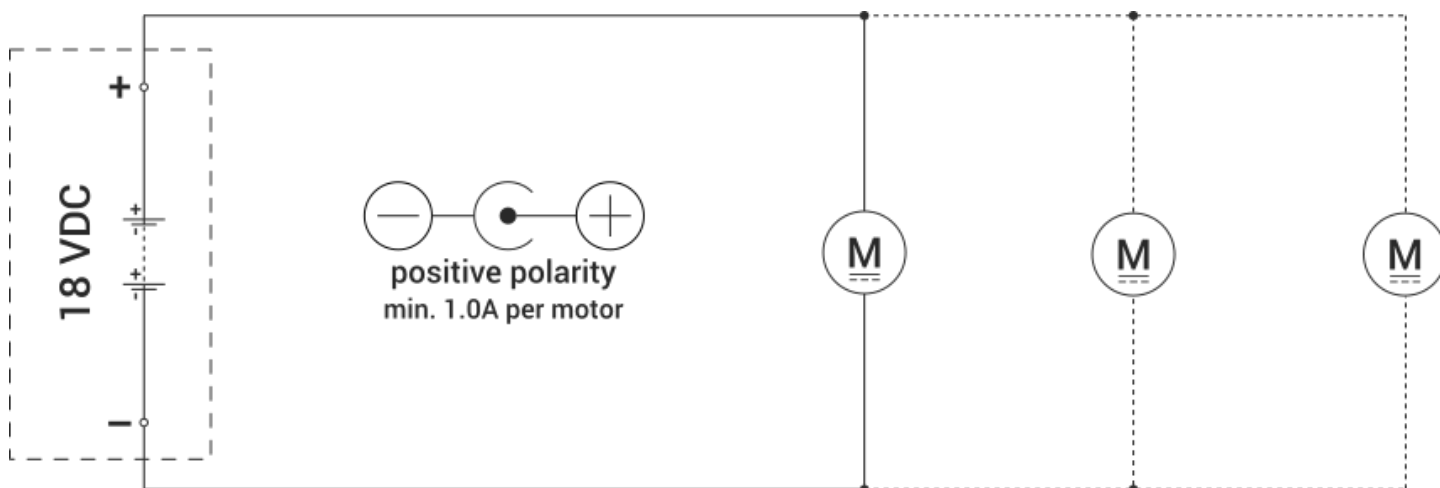 +
18 VDC
+
-
+
-
−
positive polarity
min. 1.0A per motor
M
M
M